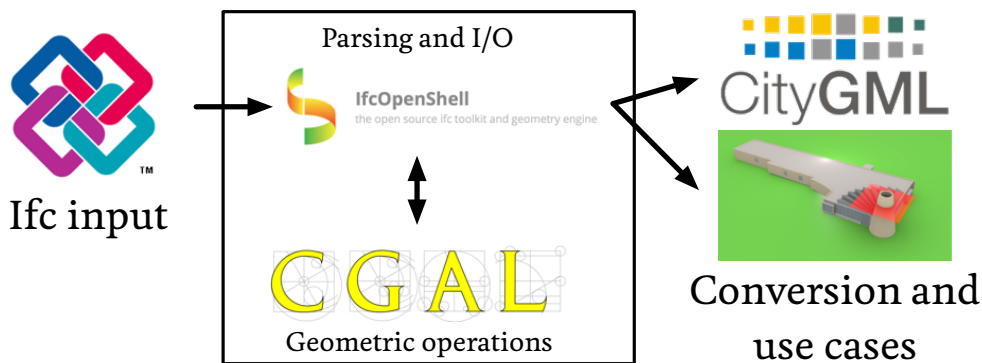 TM
Ifc input
Parsing and I/O
IfcOpenShell
the open source ifc toolkit and geometry engine
CGAL
Geometric operations
CityGML
Conversion and
use cases